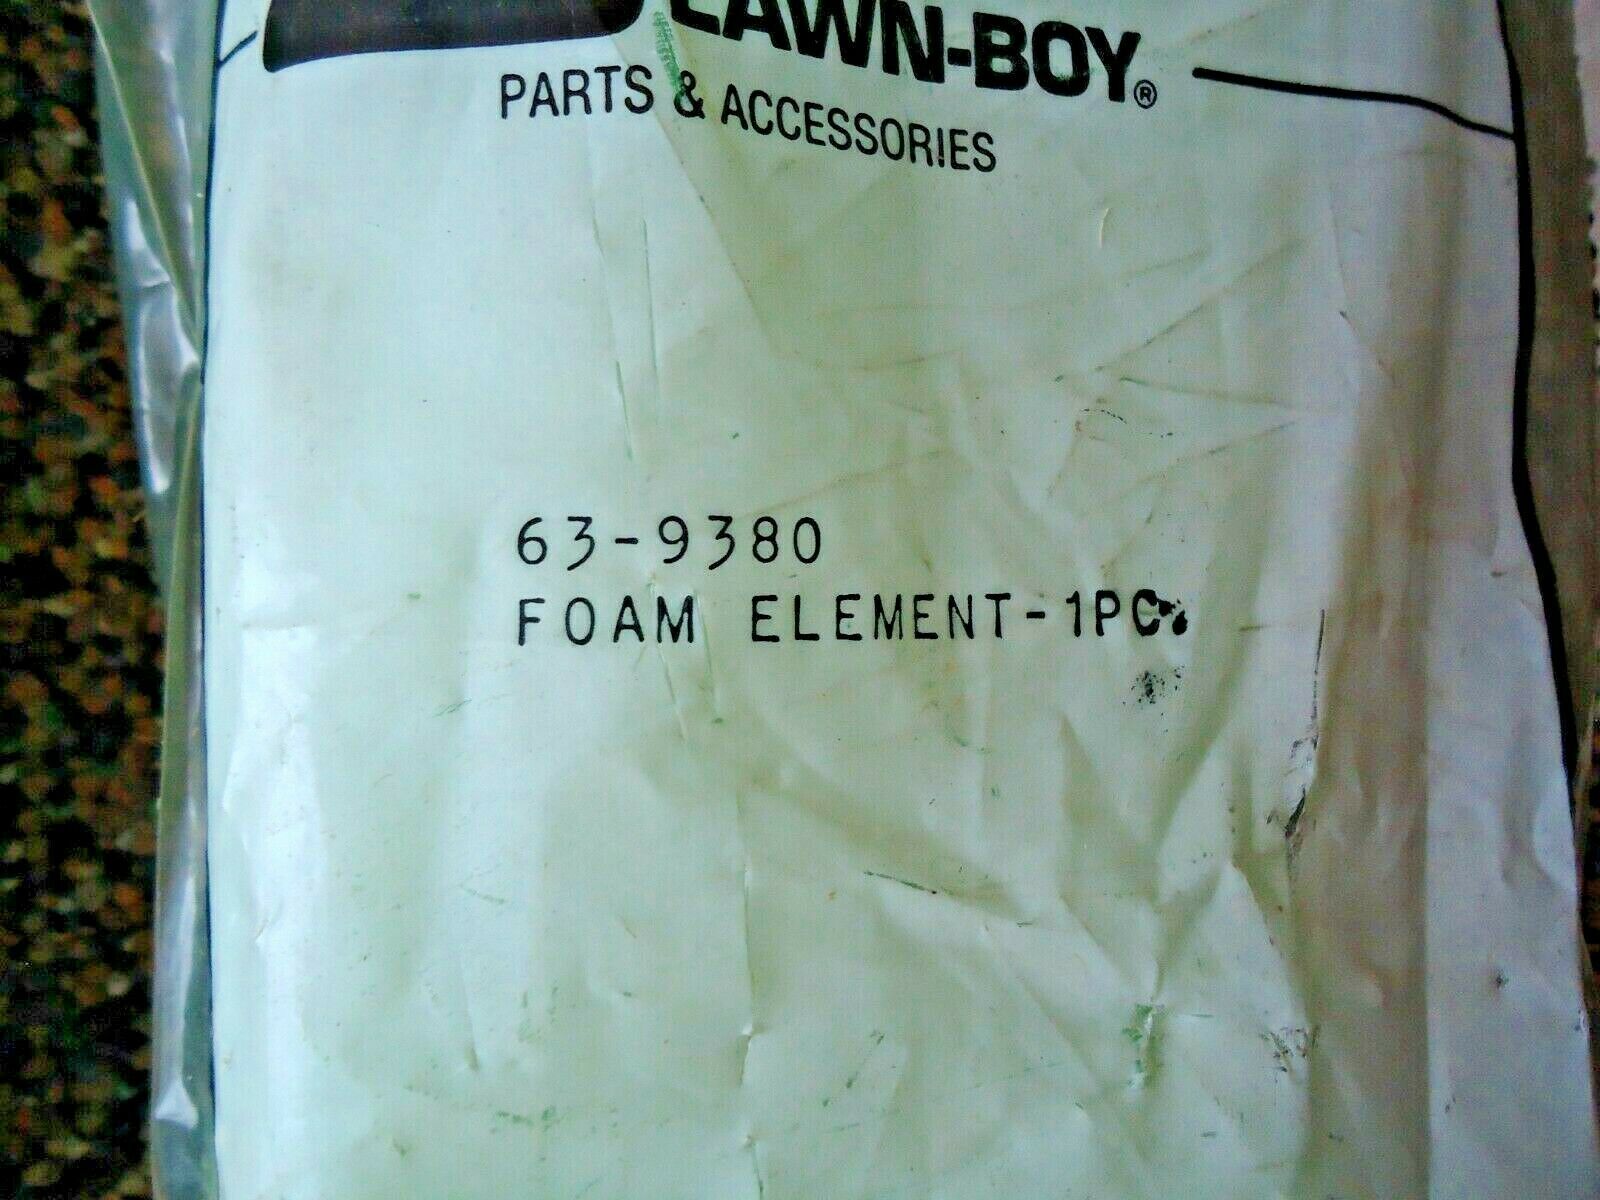 LAWN-BOY®
PARTS & ACCESSORIES
63-9380
FOAM ELEMENT-1PC